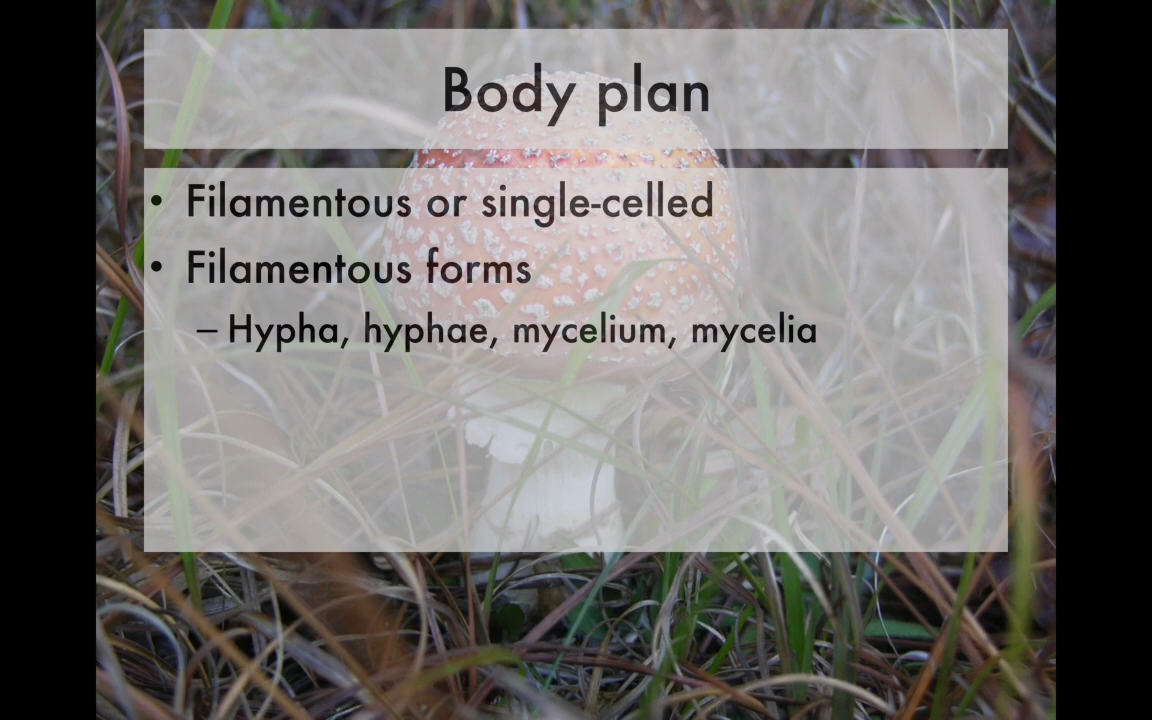 Body plan
• Filamentous or single-celled
• Filamentous forms
– Hypha, hyphae, mycelium, mycelia